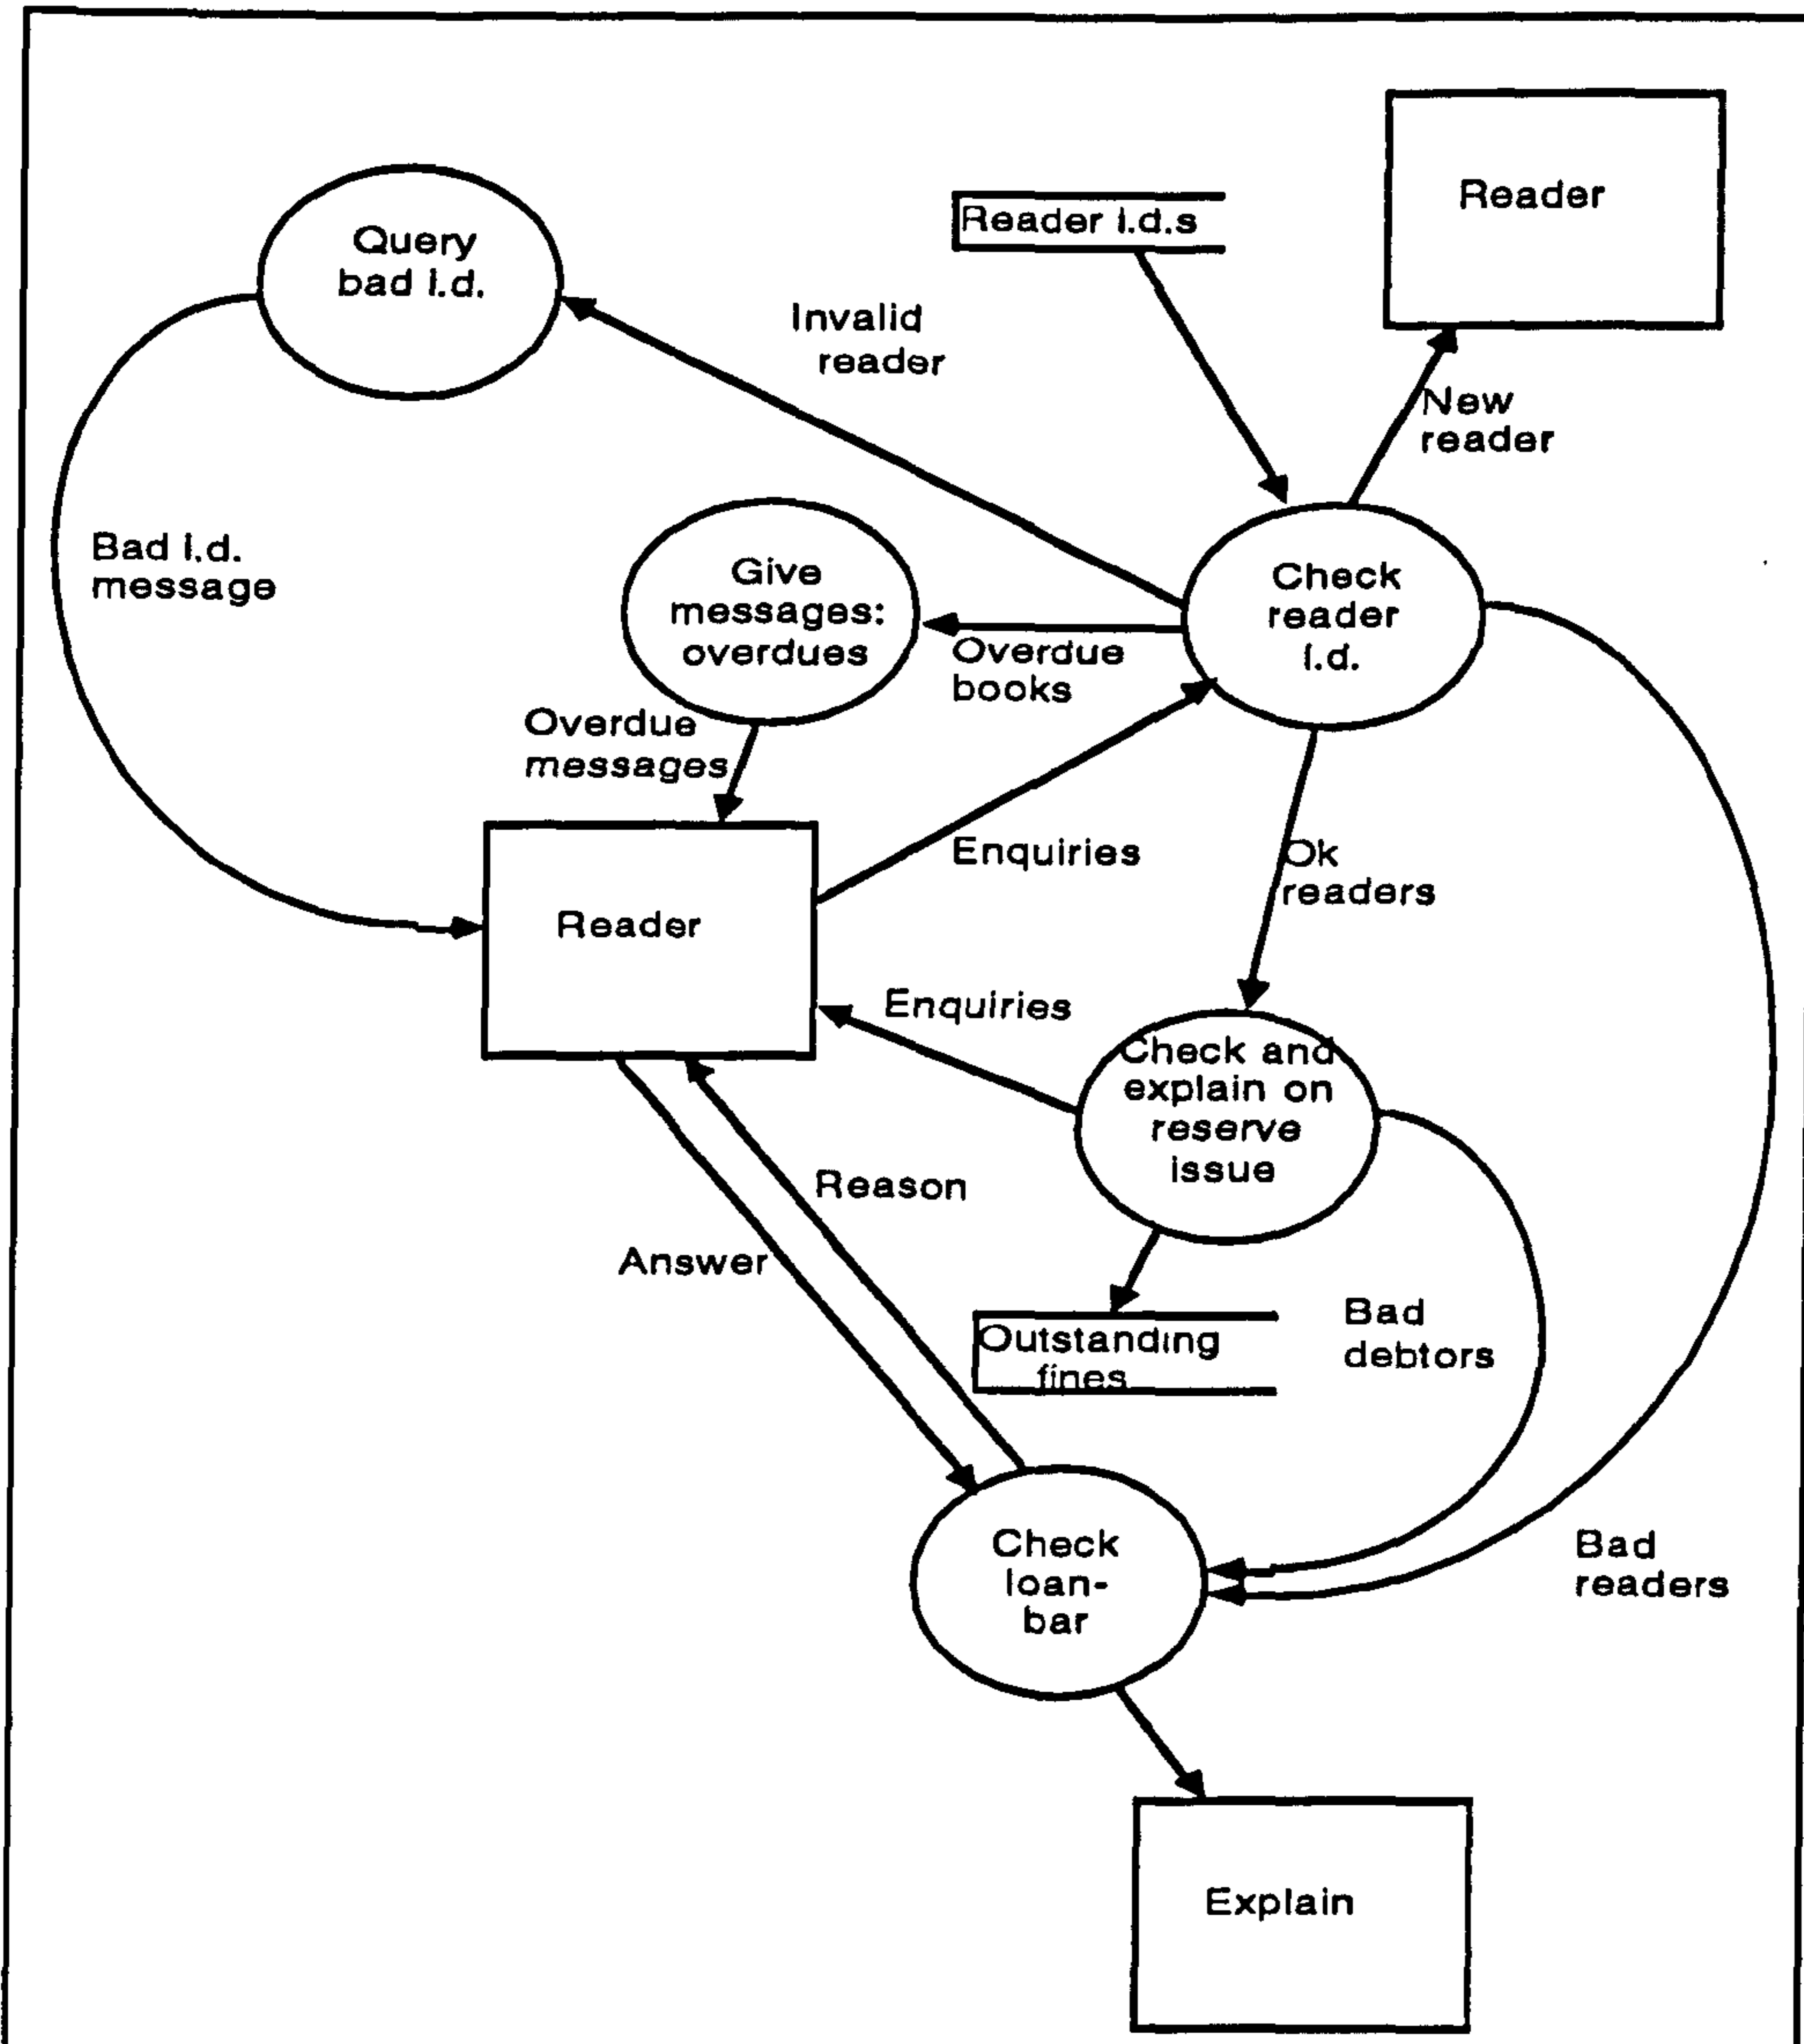 Reader
Reader i.d.s
Query
bad i.d.
Invalid
reader
New
reader
Bad i.d.
message
Give
messages:
overdues
Check
reader
i.d.
Overdue
books
Overdue
messages
Enquiries
Ok
readers
Reader
Enquiries
Check and
explain on
reserve
issue
Reason
Answer
Outstanding
fines
Bad
debtors
Check
loan-
bar
Bad
readers
Explain